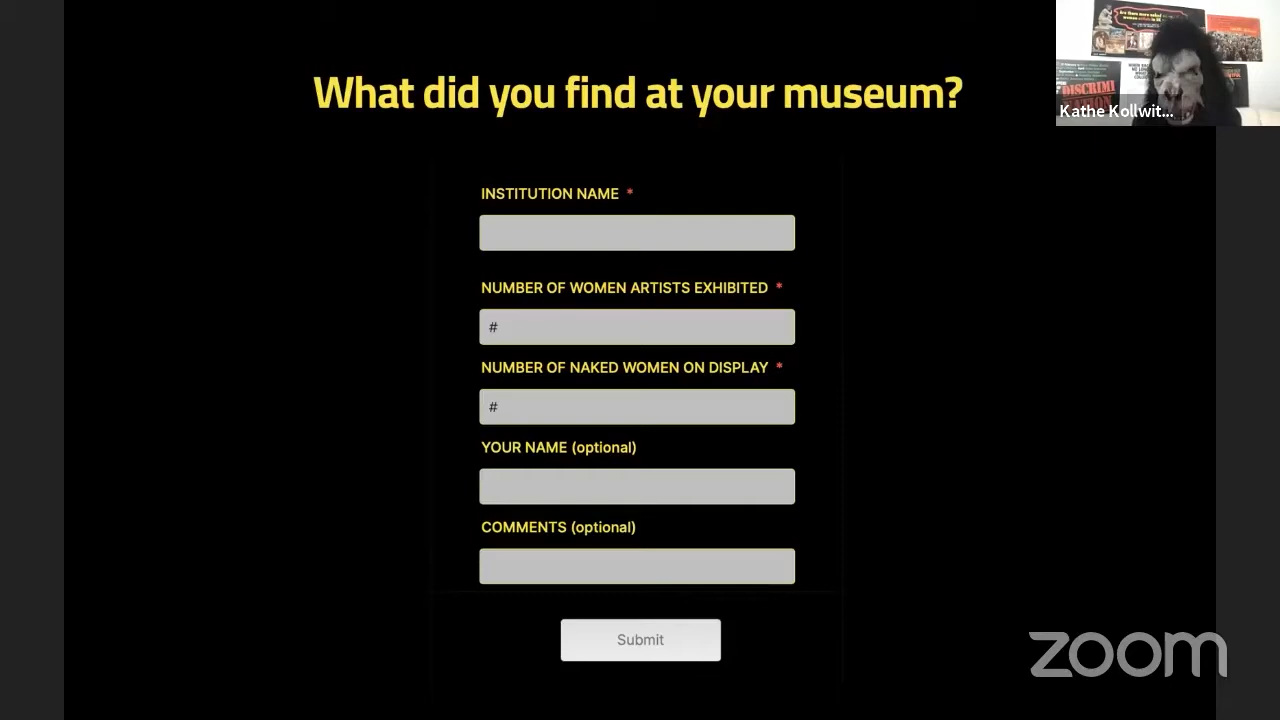 What did you find at your museum?
Kathe Kollwit...
DISCRIMI
INSTITUTION NAME *
NUMBER OF WOMEN ARTISTS EXHIBITED *
#
NUMBER OF NAKED WOMEN ON DISPLAY *
#
YOUR NAME (optional)
COMMENTS (optional)
Submit
zoom